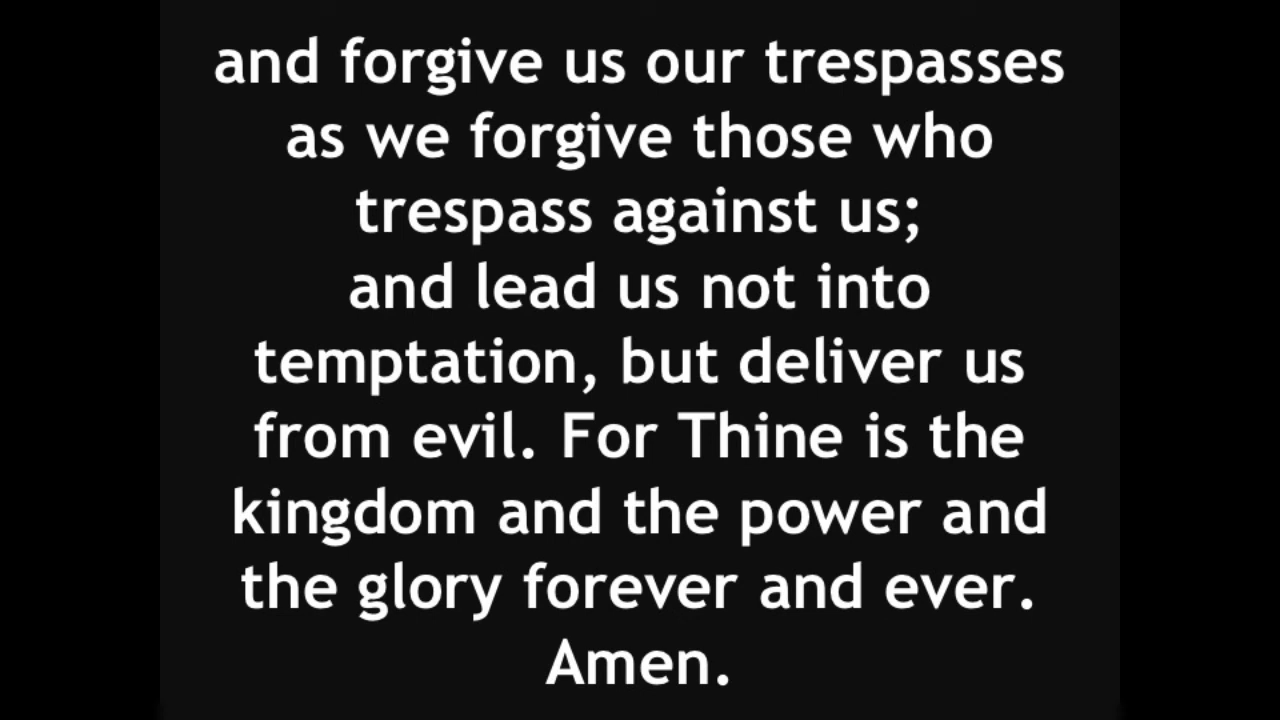 and forgive us our trespasses
as we forgive those who
trespass against us;
and lead us not into
temptation, but deliver us
from evil. For Thine is the
kingdom and the power and
the glory forever and ever.
Amen.